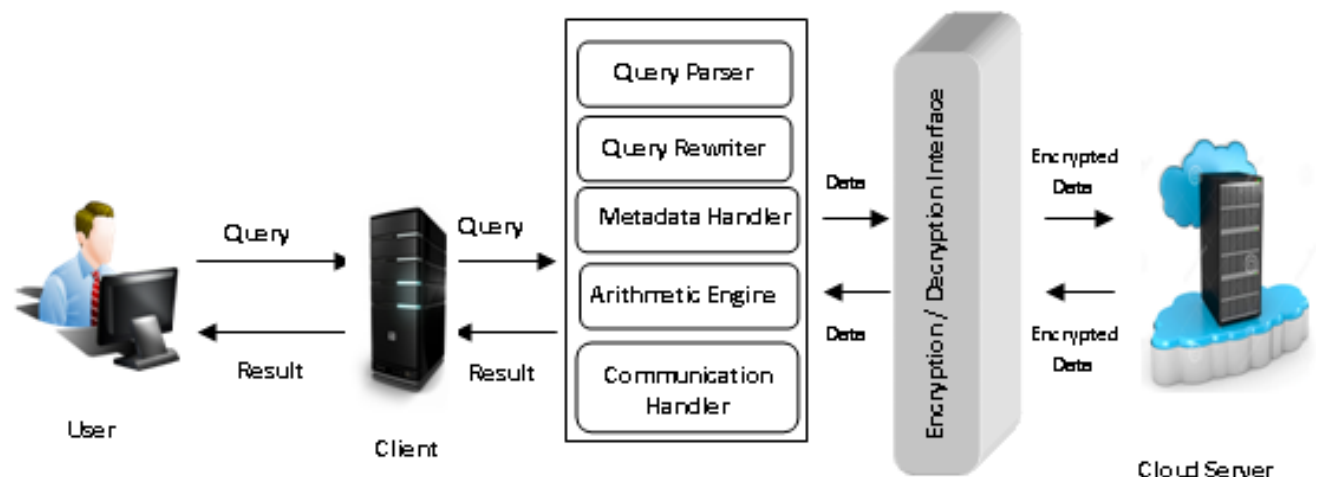 Query Parser
Query Rewriter
Metadata Handler
Arithmetic Engine
Communication
Handler
Query
Result
Query
Result
User
Client
Data
Data
Encryption / Decryption Interface
Encrypted
Data
Encrypted
Data
Cloud Server